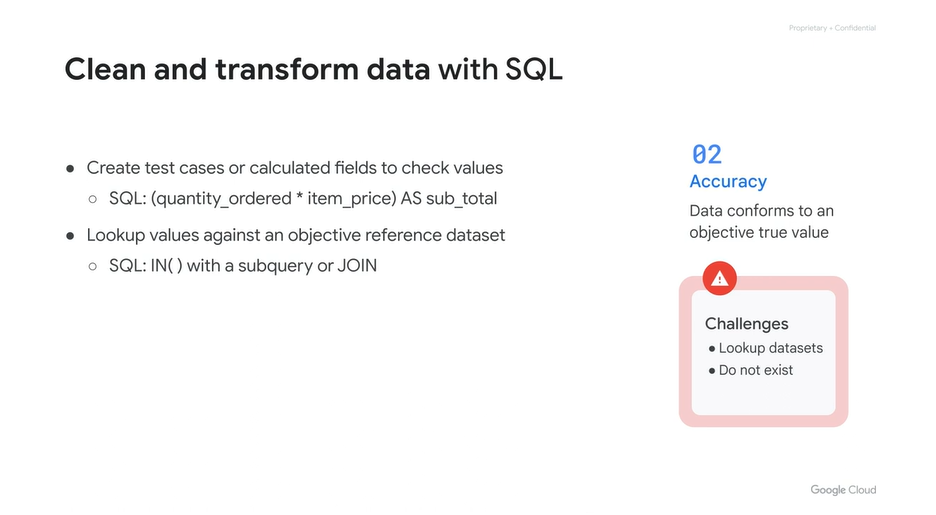 Proprietary + Confidential
Clean and transform data with SQL
● Create test cases or calculated fields to check values
○ SQL: (quantity_ordered * item_price) AS sub_total
● Lookup values against an objective reference dataset
○ SQL: IN( ) with a subquery or JOIN
02
Accuracy
Data conforms to an
objective true value
Challenges
● Lookup datasets
● Do not exist
Google Cloud